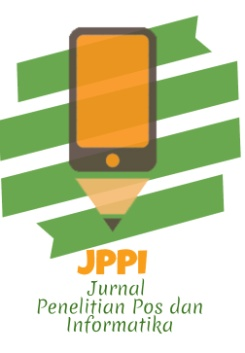 JPPI
Jurnal
Penelitian Pos dan
Informatika